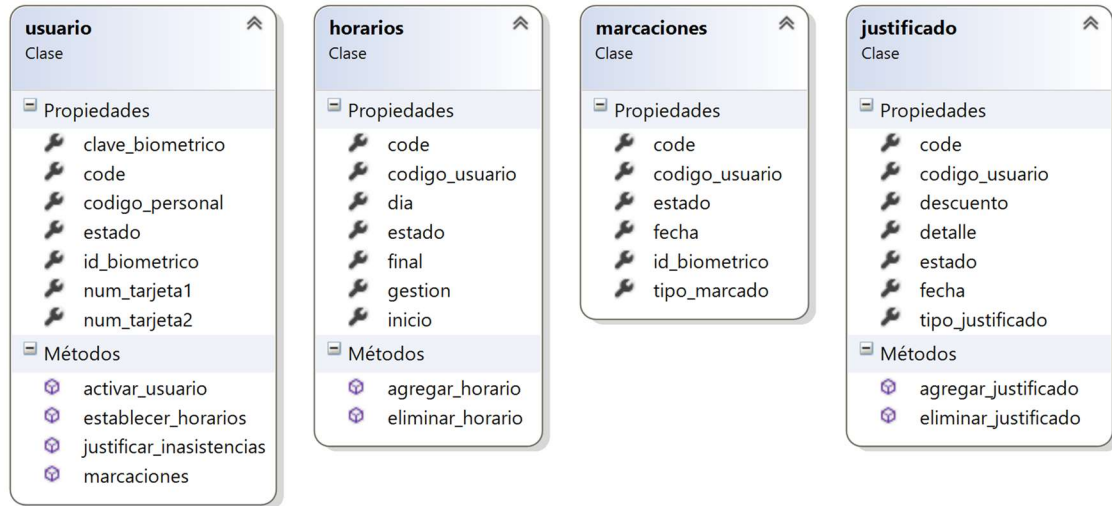 usuario
Clase
Propiedades
clave_biometrico
code
codigo_personal
estado
id_biometrico
num_tarjeta1
num_tarjeta2
Métodos
activar_usuario
establecer_horarios
justificar_inasistencias
marcaciones
horarios
Clase
Propiedades
code
codigo_usuario
dia
estado
final
gestion
inicio
Métodos
agregar_horario
eliminar_horario
marcaciones
Clase
Propiedades
code
codigo_usuario
estado
fecha
id_biometrico
tipo_marcado
justificado
Clase
Propiedades
code
codigo_usuario
descuento
detalle
estado
fecha
tipo_justificado
Métodos
agregar_justificado
eliminar_justificado